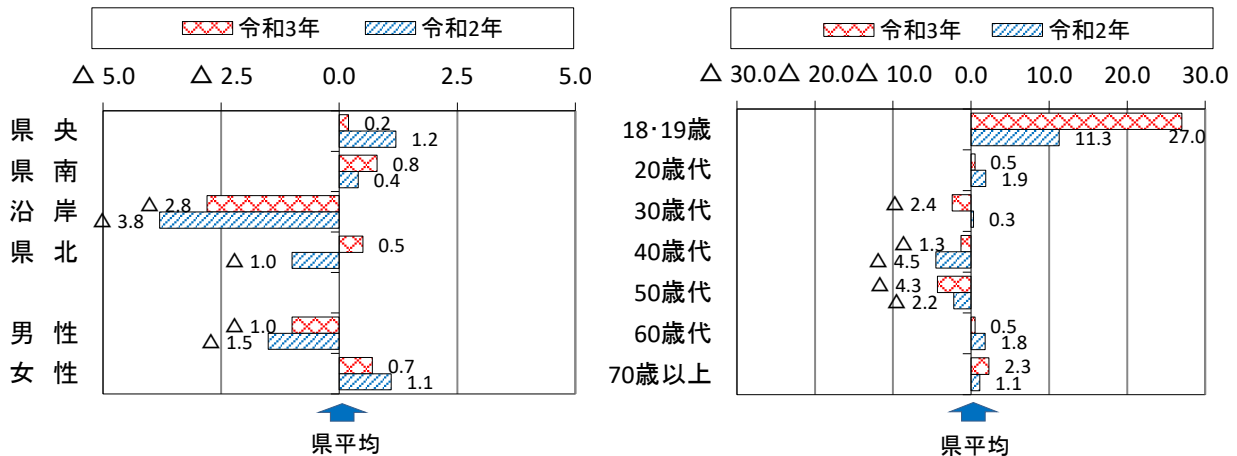 令和3年 令和2年
△ 5.0 △ 2.5 0.0 2.5 5.0
県 央 0.2
1.2
県 南 0.8
0.4
沿 岸 △ 2.8
△ 3.8
県 北 0.5
△ 1.0
男 性 △ 1.0
△ 1.5
女 性 0.7
1.1
県平均
令和3年 令和2年
△ 30.0 △ 20.0 △ 10.0 0.0 10.0 20.0 30.0
18･19歳 27.0
11.3
20歳代 0.5
1.9
30歳代 △ 2.4
0.3
40歳代 △ 1.3
△ 4.5
50歳代 △ 4.3
△ 2.2
60歳代 0.5
1.8
70歳以上 2.3
1.1
県平均